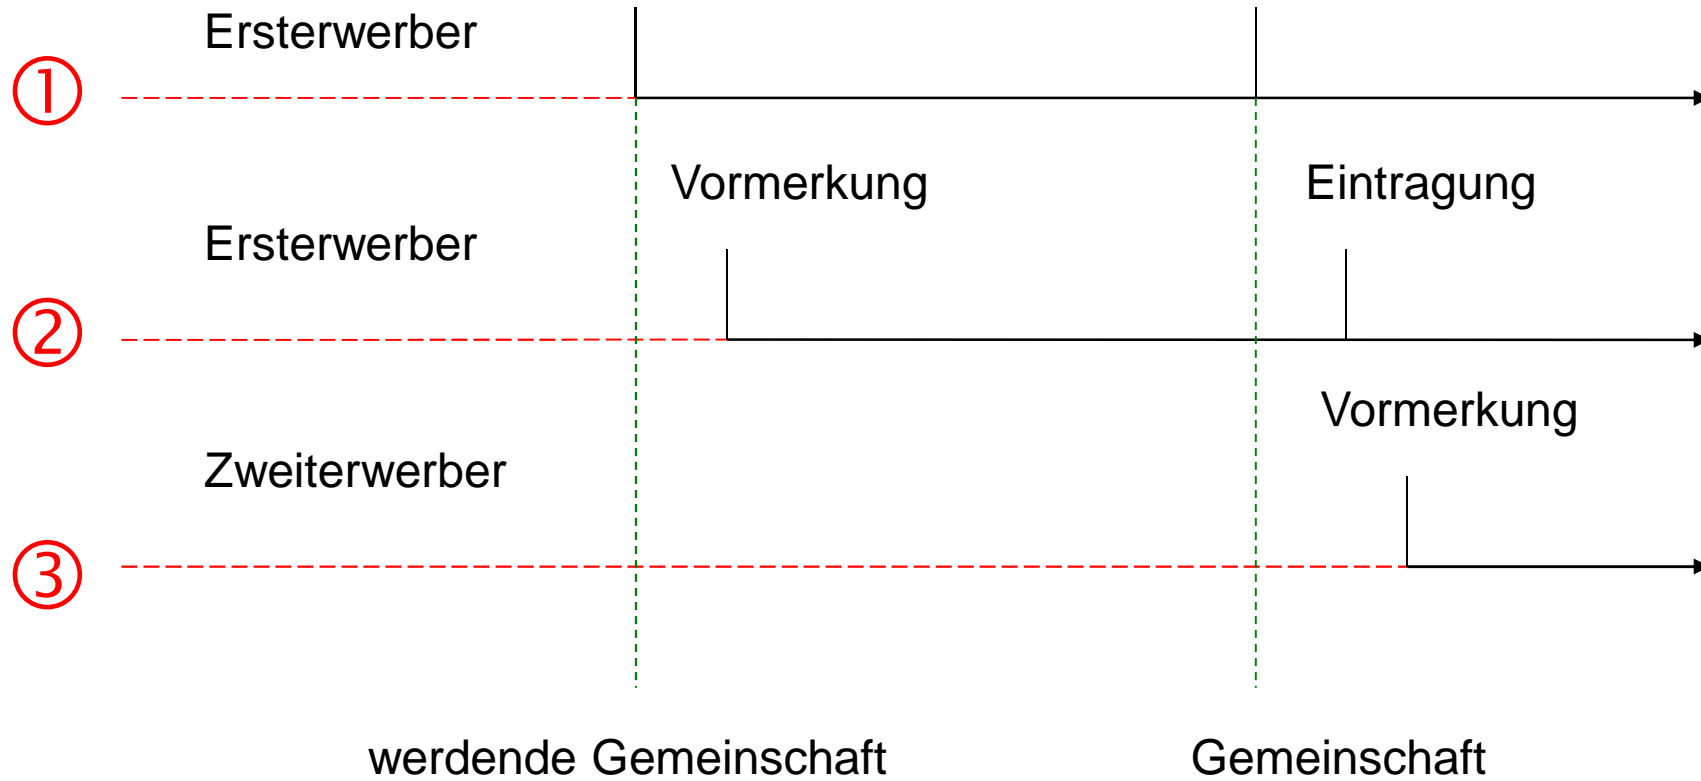 Ersterwerber
①
Vormerkung Eintragung
Ersterwerber
②
Vormerkung
Zweiterwerber
③
werdende Gemeinschaft Gemeinschaft